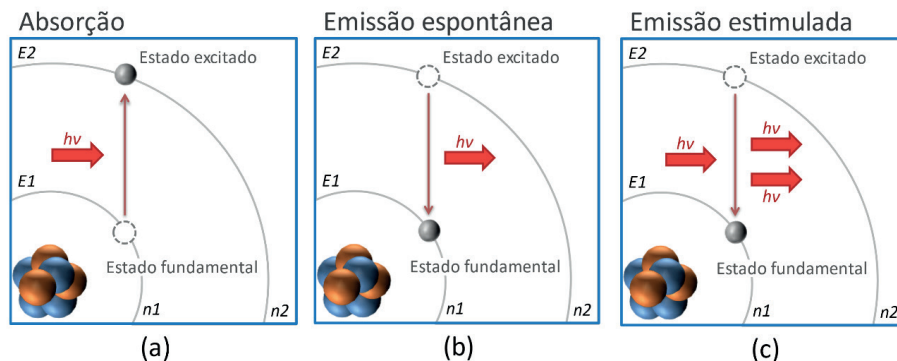 Absorção
E2
Estado excitado
hν
E1
Estado fundamental
n1
n2
(a)
Emissão espontânea
E2
Estado excitado
hν
E1
Estado fundamental
n1
n2
(b)
Emissão estimulada
E2
Estado excitado
hν
hν
E1
hν
Estado fundamental
n1
n2
(c)